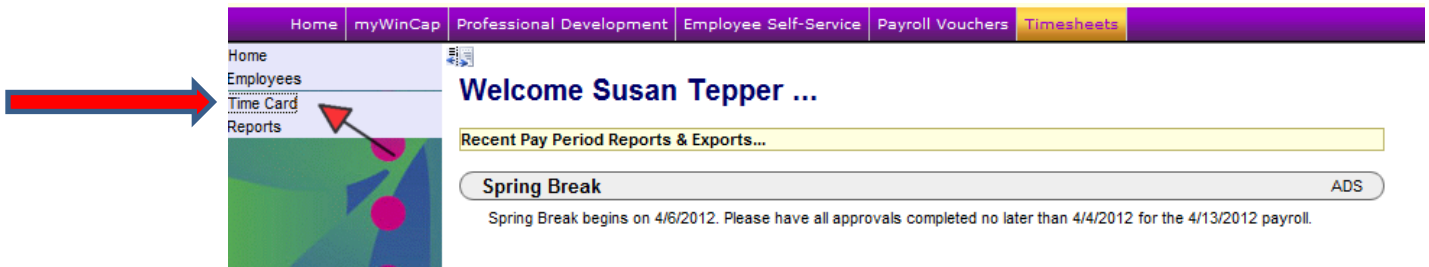 Home myWinCap Professional Development Employee Self-Service Payroll Vouchers Timesheets
Home
Employees
Time Card
Reports
Welcome Susan Tepper ...
Recent Pay Period Reports & Exports...
Spring Break ADS
Spring Break begins on 4/6/2012. Please have all approvals completed no later than 4/4/2012 for the 4/13/2012 payroll.